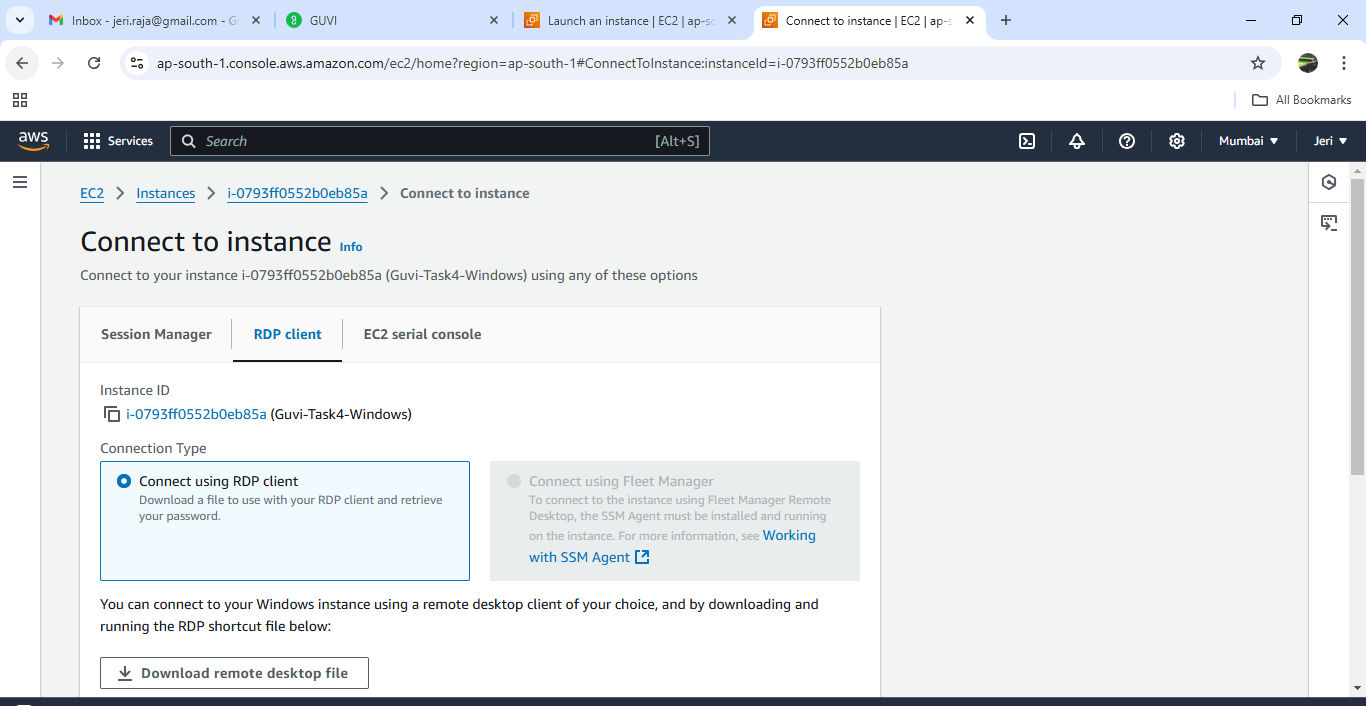 Inbox - jeri.raja@gmail.com - G
GUVI
Launch an instance | EC2 | ap-s
Connect to instance | EC2 | ap-s
ap-south-1.console.aws.amazon.com/ec2/home?region=ap-south-1#ConnectToInstance:instanceId=i-0793ff0552b0eb85a
All Bookmarks
aws
Services
Search
[Alt+S]
Mumbai
Jeri
EC2
Instances
i-0793ff0552b0eb85a
Connect to instance
Connect to instance Info
Connect to your instance i-0793ff0552b0eb85a (Guvi-Task4-Windows) using any of these options
Session Manager
RDP client
EC2 serial console
Instance ID
i-0793ff0552b0eb85a (Guvi-Task4-Windows)
Connection Type
Connect using RDP client
Download a file to use with your RDP client and retrieve
your password.
Connect using Fleet Manager
To connect to the instance using Fleet Manager Remote
Desktop, the SSM Agent must be installed and running
on the instance. For more information, see Working
with SSM Agent
You can connect to your Windows instance using a remote desktop client of your choice, and by downloading and
running the RDP shortcut file below:
Download remote desktop file